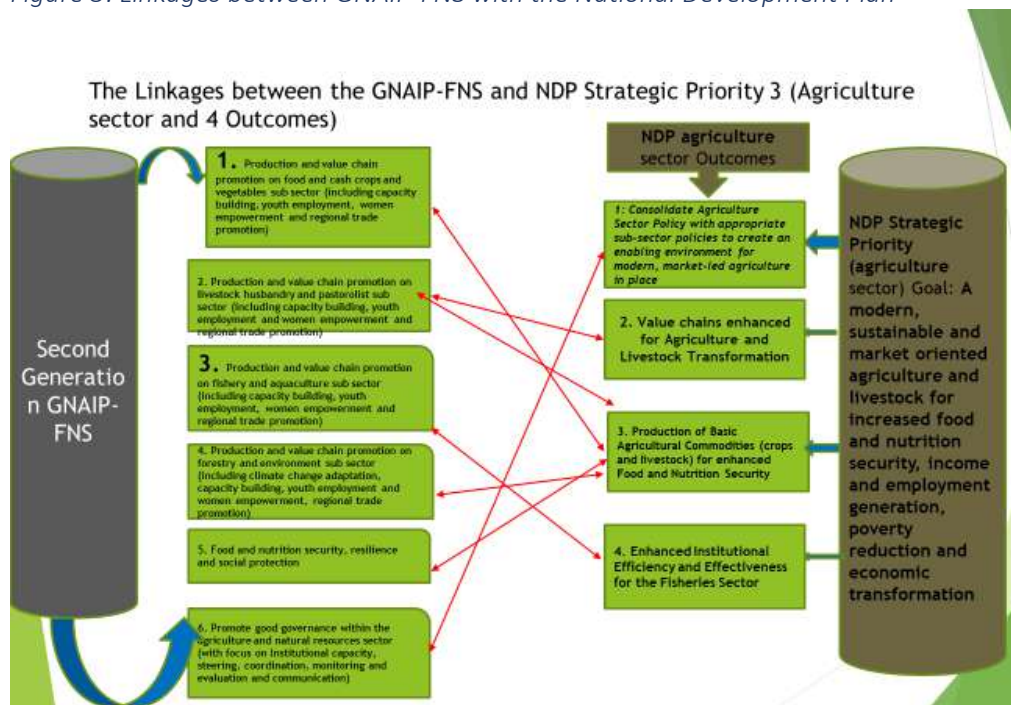 The Linkages between the GNAIP-FNS and NDP Strategic Priority 3 (Agriculture
sector and 4 Outcomes)
Second
Generatio
n GNAIP-
FNS
1. Production and value chain
promotion on food and cash crops and
vegetables sub sector (including capacity
building, youth employment, women
empowerment and regional trade
promotion)
2. Production and value chain promotion on
livestock husbandry and pastorolist sub
sector (including capacity building, youth
employment and women empowerment and
regional trade promotion)
3. Production and value chain promotion
on fishery and aquaculture sub sector
(including capacity building, youth
employment, women empowerment and
regional trade promotion)
4. Production and value chain promotion on
forestry and environment sub sector
(including climate change adaptation,
capacity building, youth employment and
women empowerment, regional trade
promotion)
5. Food and nutrition security, resilience
and social protection
6. Promote good governance within the
agriculture and natural resources sector
(with focus on Institutional capacity,
steering, coordination, monitoring and
evaluation and communication)
NDP agriculture
sector Outcomes
1: Consolidate Agriculture
Sector Policy with appropriate
sub-sector policies to create an
enabling environment for
modern, market-led agriculture
in place
2. Value chains enhanced
for Agriculture and
Livestock Transformation
3. Production of Basic
Agricultural Commodities (crops
and livestock) for enhanced
Food and Nutrition Security
4. Enhanced Institutional
Efficiency and Effectiveness
for the Fisheries Sector
NDP Strategic
Priority
(agriculture
sector) Goal: A
modern,
sustainable and
market oriented
agriculture and
livestock for
increased food
and nutrition
security, income
and employment
generation,
poverty
reduction and
economic
transformation